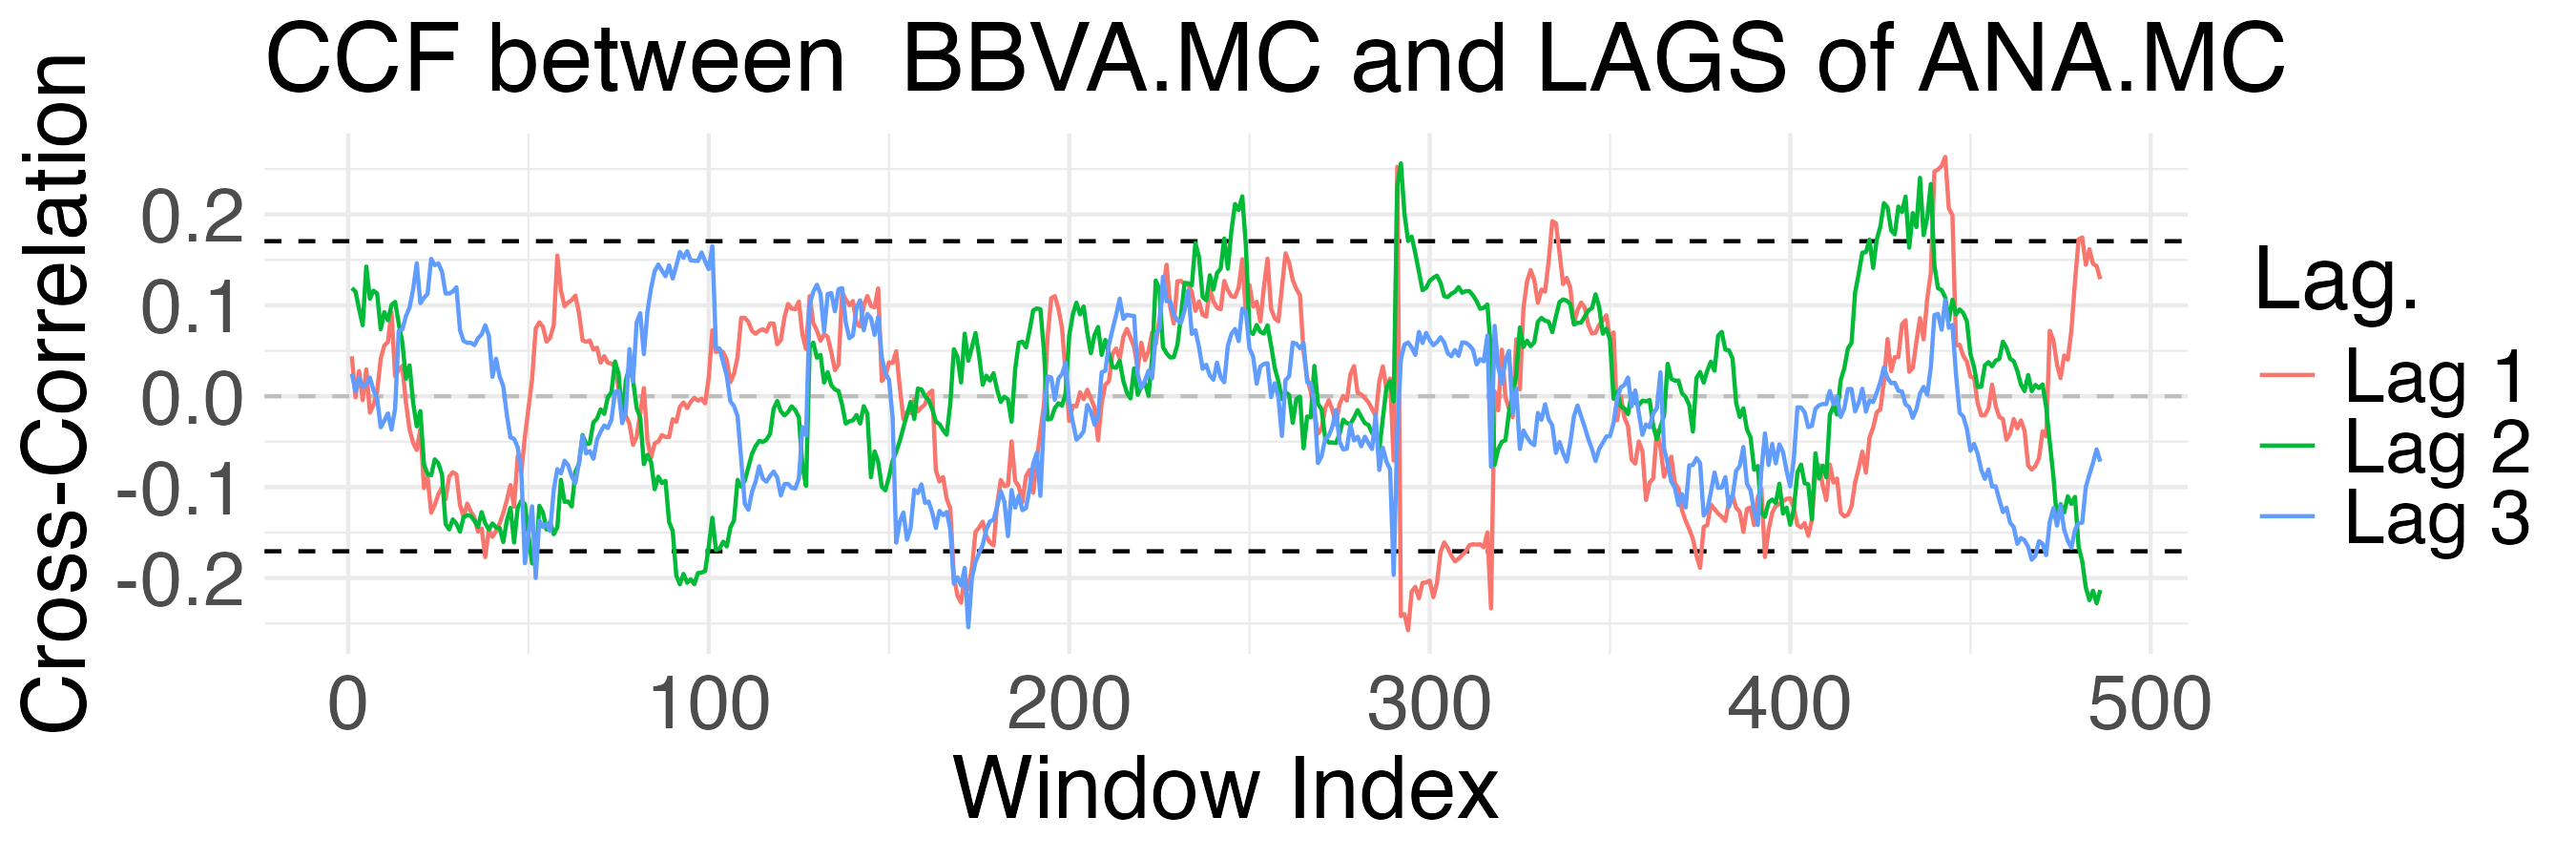 CCF between  BBVA.MC and LAGS of ANA.MC
Cross-Correlation
0.2
0.1
0.0
-0.1
-0.2
0 100 200 300 400 500
Window Index
Lag.
Lag 1
Lag 2
Lag 3